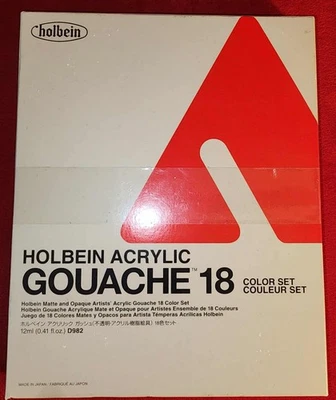 holbein
HOLBEIN ACRYLIC
GOUACHE™ 18 COLOR SET
COULEUR SET
Holbein Matte and Opaque Artists' Acrylic Gouache 18 Color Set
Holbein Gouache Acrylique Mate et Opaque pour Artistes Ensemble de 18 Couleurs
Juego de 18 Colores Mates y Opacos para Artista Témperas Acrílicas Holbein
ホルベイン アクリリック ガッシュ(不透明・アクリル樹脂絵具) 18色セット
12ml (0.41 fl.oz.) D982
MADE IN JAPAN / FABRIQUÉ AU JAPON